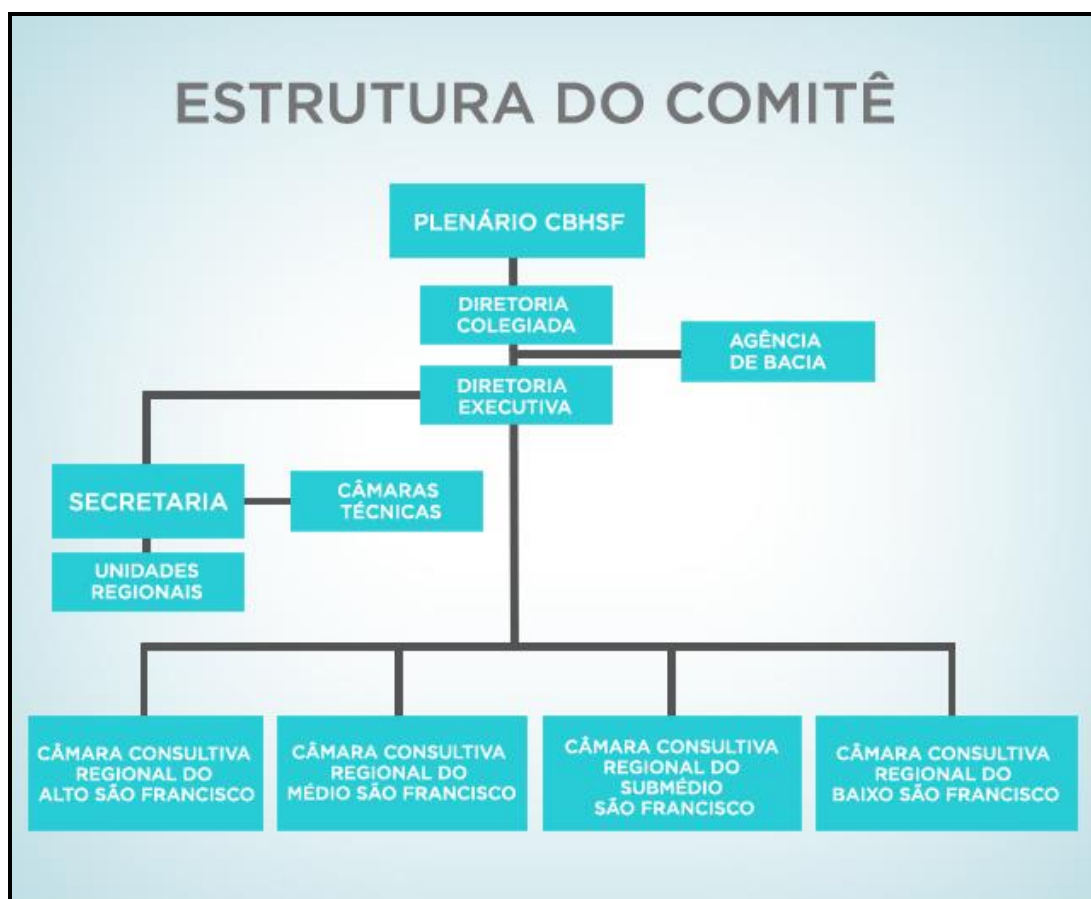 ESTRUTURA DO COMITÊ
PLENÁRIO CBHSF
DIRETORIA
COLEGIADA
AGÊNCIA
DE BACIA
DIRETORIA
EXECUTIVA
SECRETARIA
CÂMARAS
TÉCNICAS
UNIDADES
REGIONAIS
CÂMARA CONSULTIVA
REGIONAL DO
ALTO SÃO FRANCISCO
CÂMARA CONSULTIVA
REGIONAL DO
MÉDIO SÃO FRANCISCO
CÂMARA CONSULTIVA
REGIONAL DO
SUBMÉDIO
SÃO FRANCISCO
CÂMARA CONSULTIVA
REGIONAL DO
BAIXO SÃO FRANCISCO